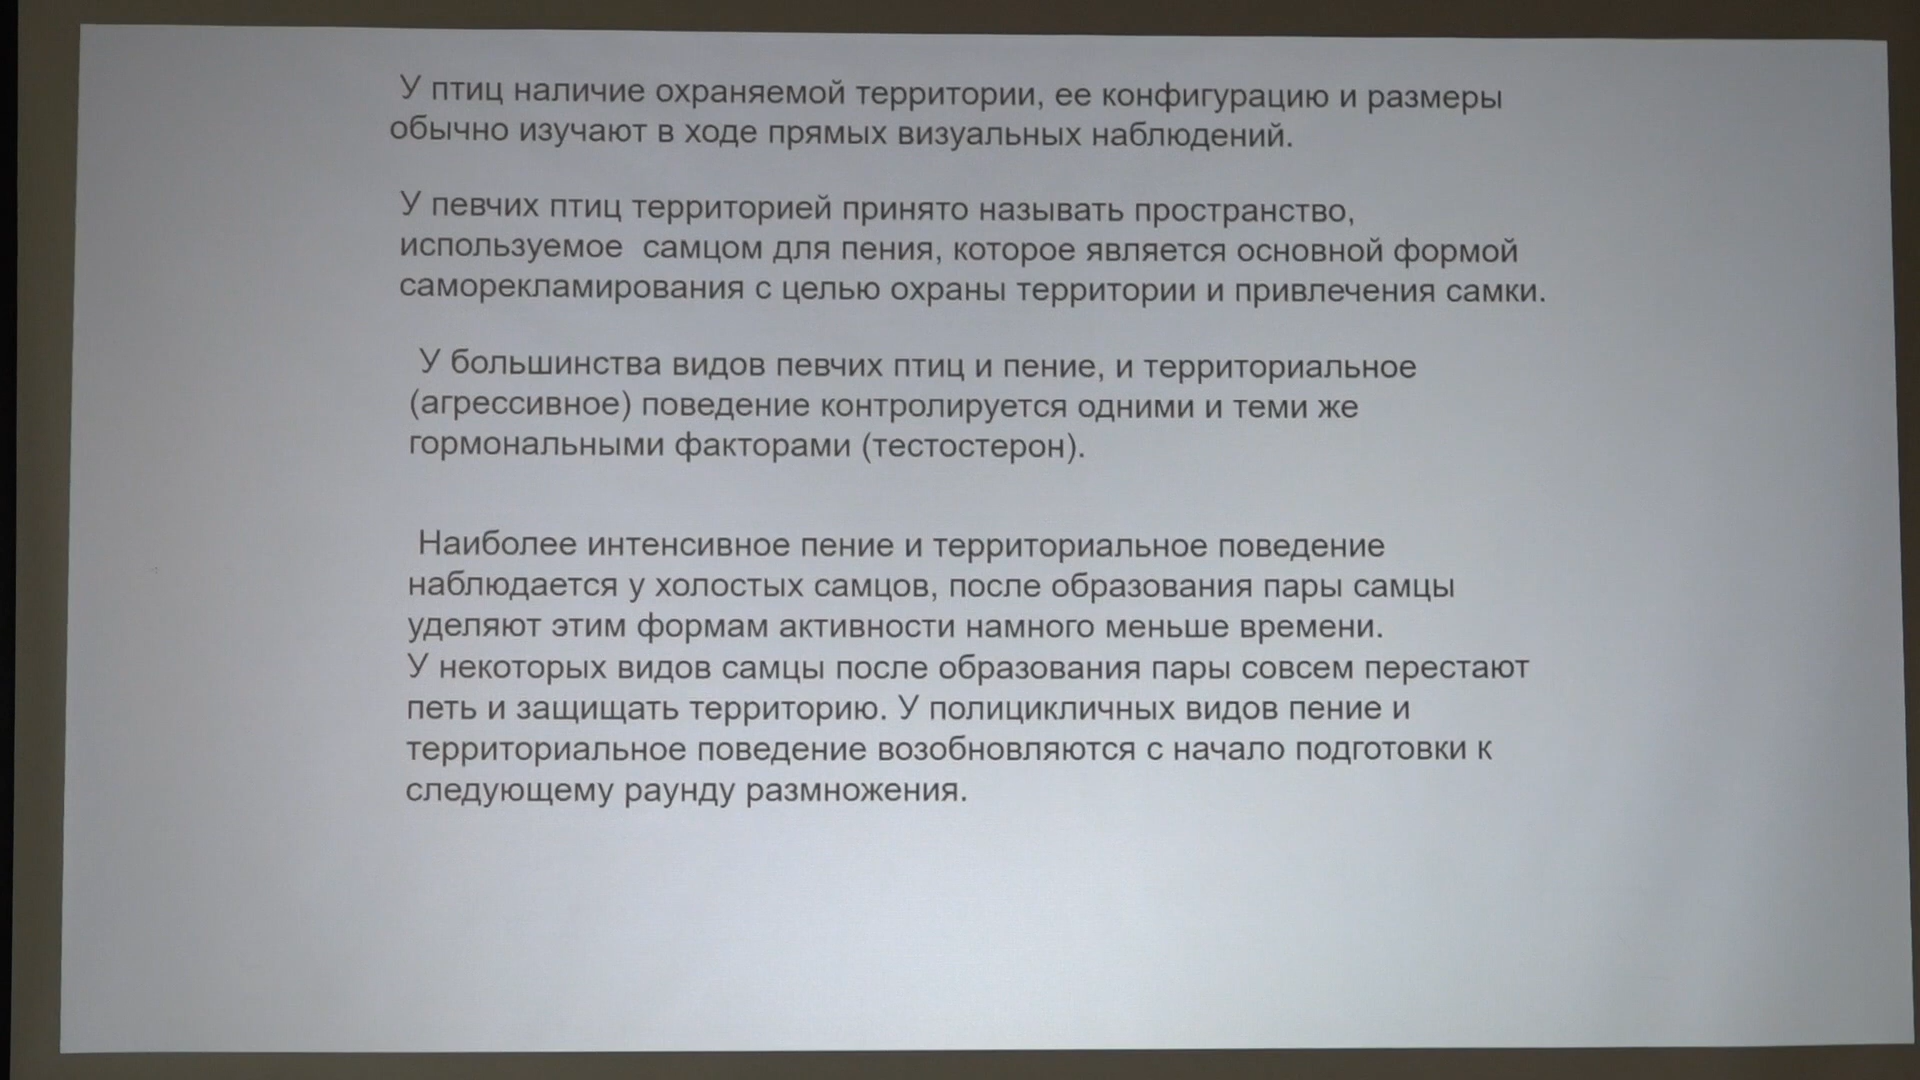 У птиц наличие охраняемой территории, ее конфигурацию и размеры
обычно изучают в ходе прямых визуальных наблюдений.
У певчих птиц территорией принято называть пространство,
используемое самцом для пения, которое является основной формой
саморекламирования с целью охраны территории и привлечения самки.
У большинства видов певчих птиц и пение, и территориальное
(агрессивное) поведение контролируется одними и теми же
гормональными факторами (тестостерон).
Наиболее интенсивное пение и территориальное поведение
наблюдается у холостых самцов, после образования пары самцы
уделяют этим формам активности намного меньше времени.
У некоторых видов самцы после образования пары совсем перестают
петь и защищать территорию. У полицикличных видов пение и
территориальное поведение возобновляются с начало подготовки к
следующему раунду размножения.